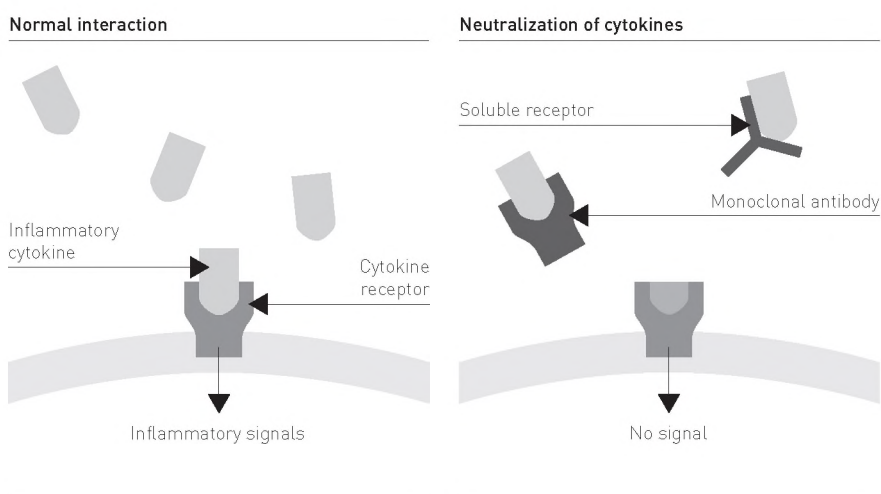 Normal interaction
Inflammatory
cytokine
Cytokine
receptor
Inflammatory signals
Neutralization of cytokines
Soluble receptor
Monoclonal antibody
No signal